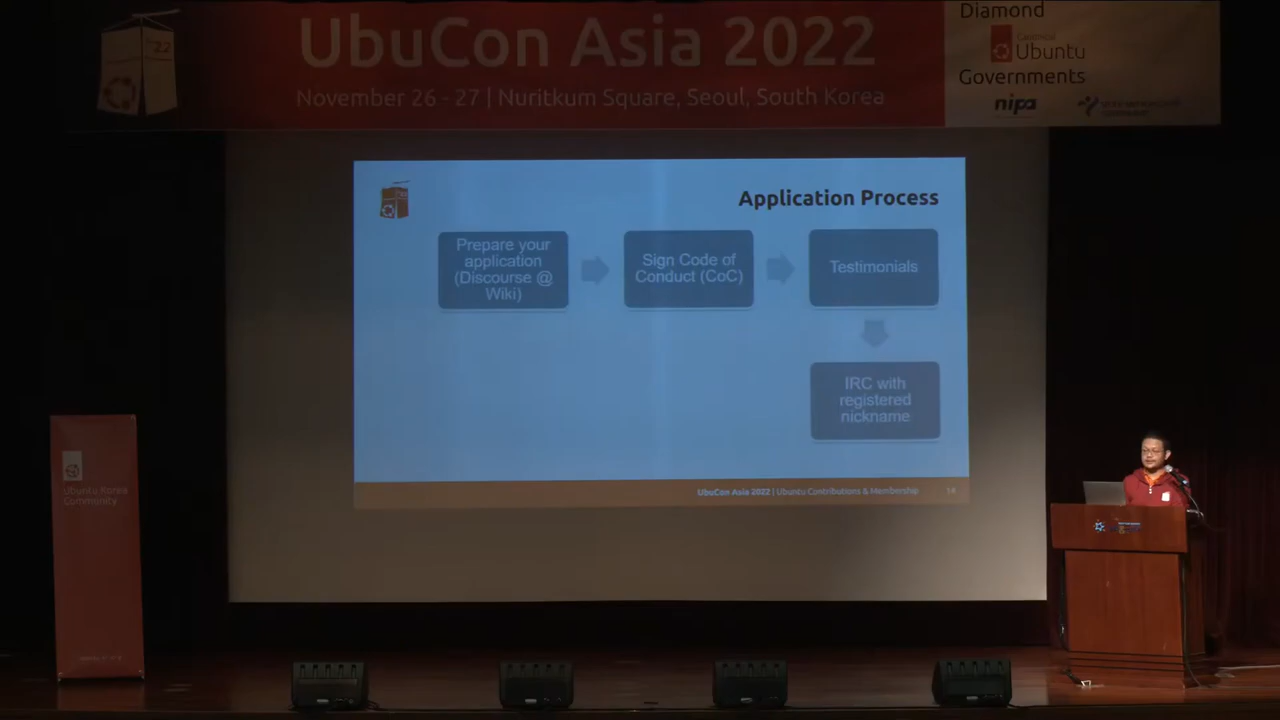 UbuCon Asia 2022
November 26 - 27 | Nuritkum Square, Seoul, South Korea
Diamond
Canonical
Ubuntu
Governments
nipa
Application Process
Prepare your
application
(Discourse @
Wiki)
Sign Code of
Conduct (CoC)
Testimonials
IRC with
registered
nickname
UbuCon Asia 2022 | Ubuntu Contributions & Membership
Ubuntu Korea
Community